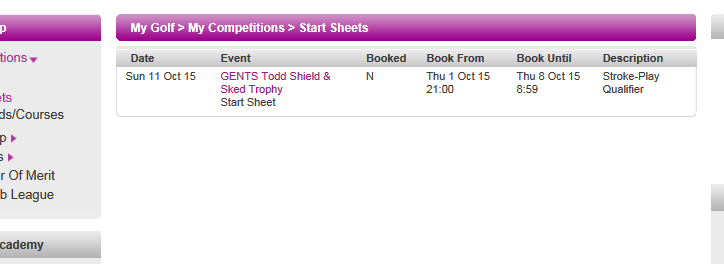 p
My Golf > My Competitions > Start Sheets
tions
ets
ds/Courses
p
s
r Of Merit
b League
cademy
Date Event Booked Book From Book Until Description
Sun 11 Oct 15 GENTS Todd Shield & N Thu 1 Oct 15 Thu 8 Oct 15 Stroke-Play
Sked Trophy 21:00 8:59 Qualifier
Start Sheet